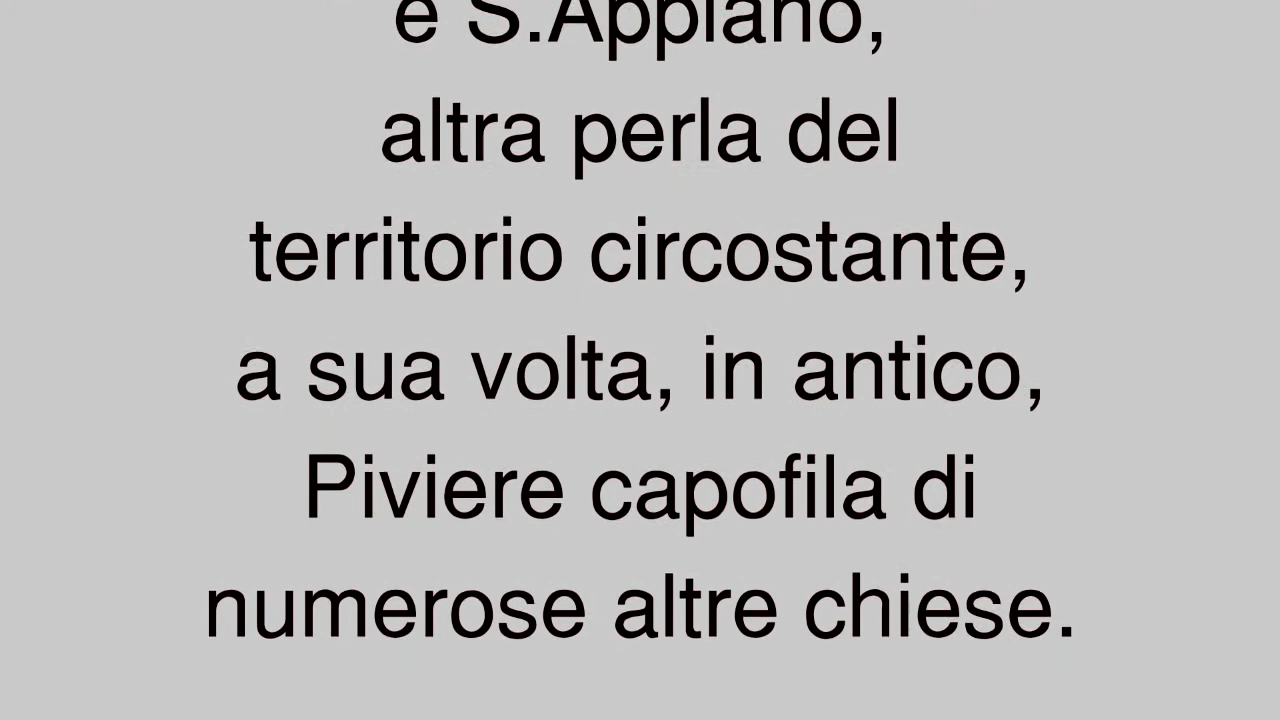 e S.Appiano,
altra perla del
territorio circostante,
a sua volta, in antico,
Piviere capofila di
numerose altre chiese.